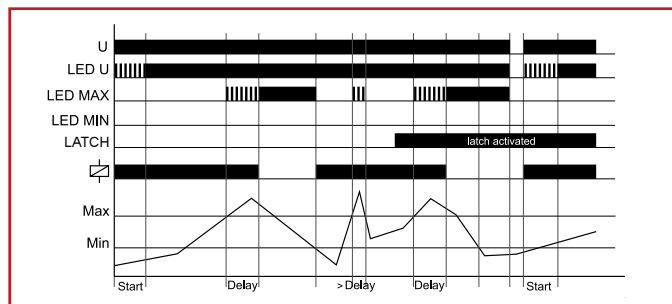 U
LED U
LED MAX
LED MIN
LATCH
latch activated
Max
Min
Start
Delay
>Delay
Delay
Start